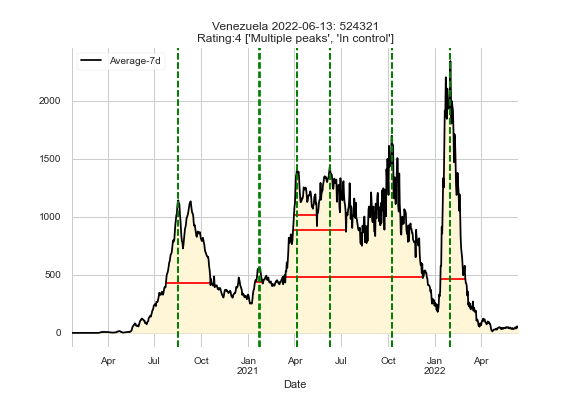 Venezuela 2022-06-13: 524321
Rating:4 ['Multiple peaks', 'In control']
Average-7d
2000
1500
1000
500
0
Apr Jul Oct Jan Apr Jul Oct Jan Apr
2021 2022
Date